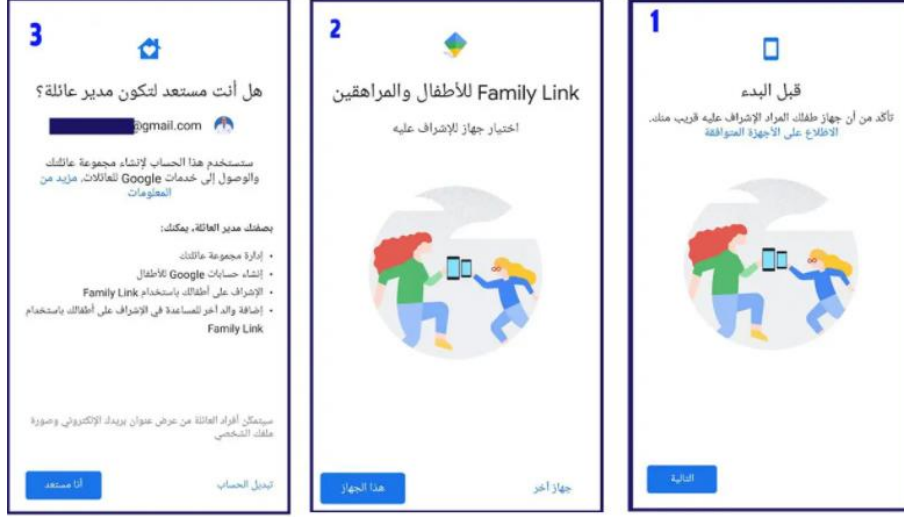 1
قبل البدء
تأكّد من أن جهاز طفلك المراد الإشراف عليه قريب منك.
الاطّلاع على الأجهزة المتوافقة
التالية
2
Family Link للأطفال والمراهقين
اختيار جهاز للإشراف عليه
جهاز آخر
هذا الجهاز
3
هل أنت مستعد لتكون مدير عائلة؟
@gmail.com
ستستخدم هذا الحساب لإنشاء مجموعة عائلتك
والوصول إلى خدمات Google للعائلات. مزيد من
المعلومات
بصفتك مدير العائلة، يمكنك:
• إدارة مجموعة عائلتك
• إنشاء حسابات Google للأطفال
• الإشراف على أطفالك باستخدام Family Link
• إضافة والد آخر للمساعدة في الإشراف على أطفالك باستخدام
Family Link
سيتمكّن أفراد العائلة من عرض عنوان بريدك الإلكتروني وصورة
ملفك الشخصي
تبديل الحساب
أنا مستعد